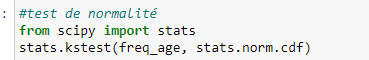 : #test de normalité
from scipy import stats
stats.kstest(freq_age, stats.norm.cdf)